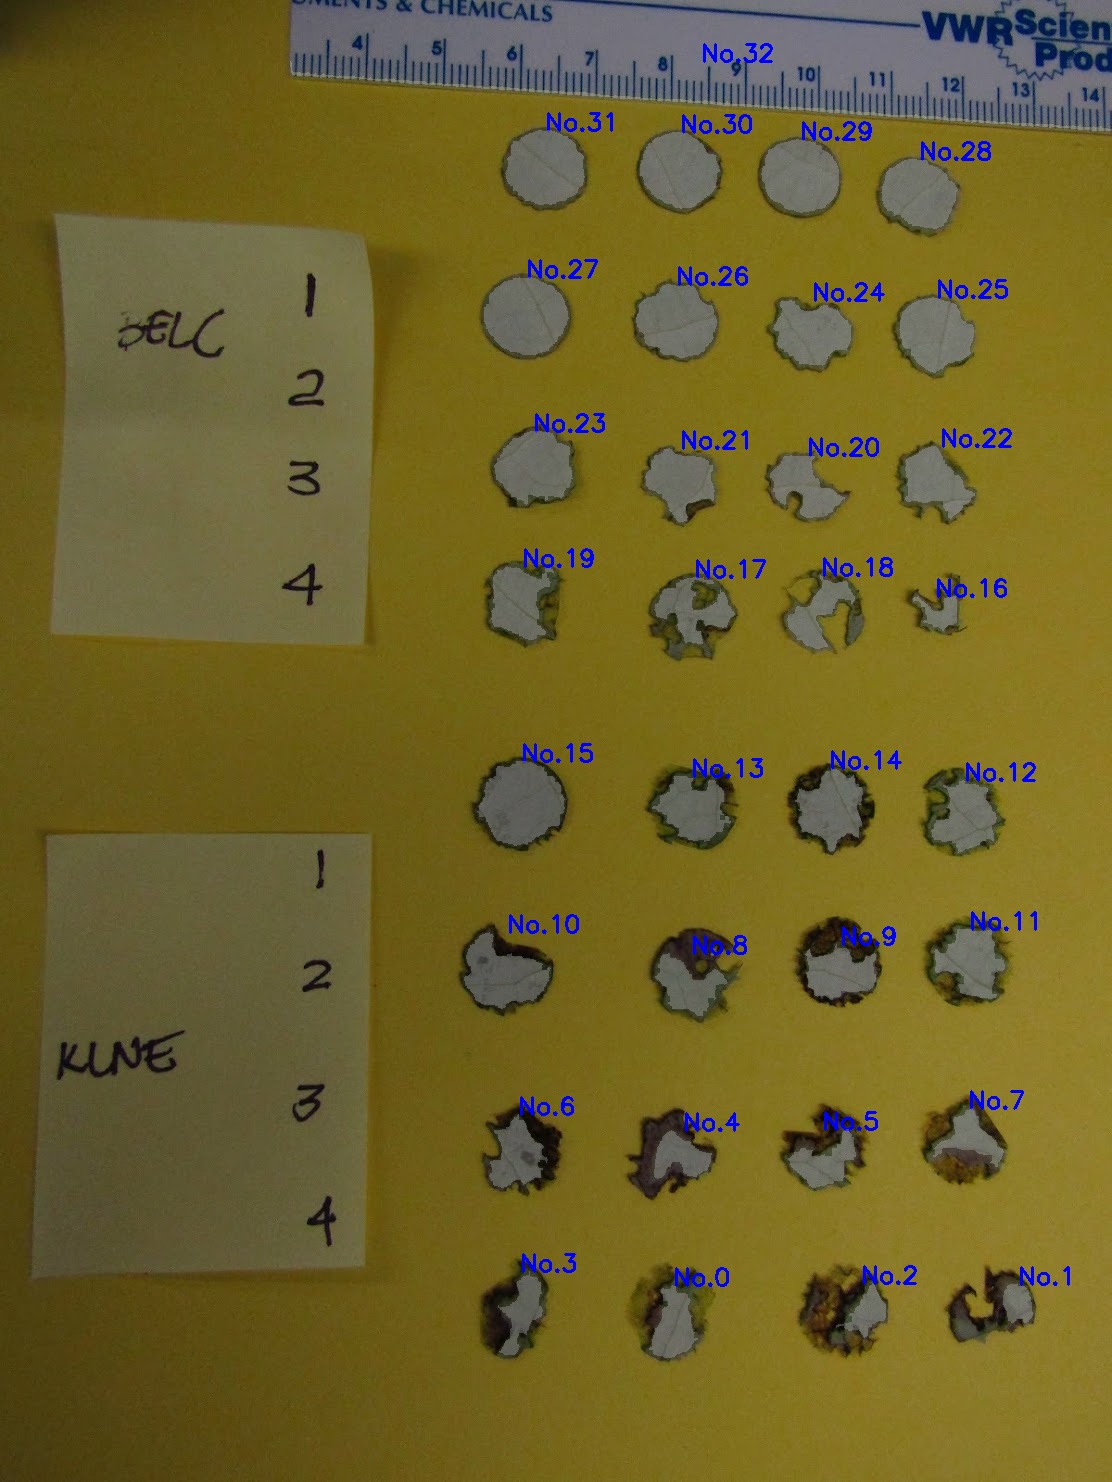 UMENTS & CHEMICALS
VWR Scien
Prod
4 5 6 7 8 9 10 11 12 13 14
No.32
No.31 No.30 No.29 No.28
No.27 No.26 No.24 No.25
No.23 No.21 No.20 No.22
No.19 No.17 No.18 No.16
No.15 No.13 No.14 No.12
No.10 No.8 No.9 No.11
No.6 No.4 No.5 No.7
No.3 No.0 No.2 No.1
1
BELC
2
3
4
1
2
KLNE
3
4